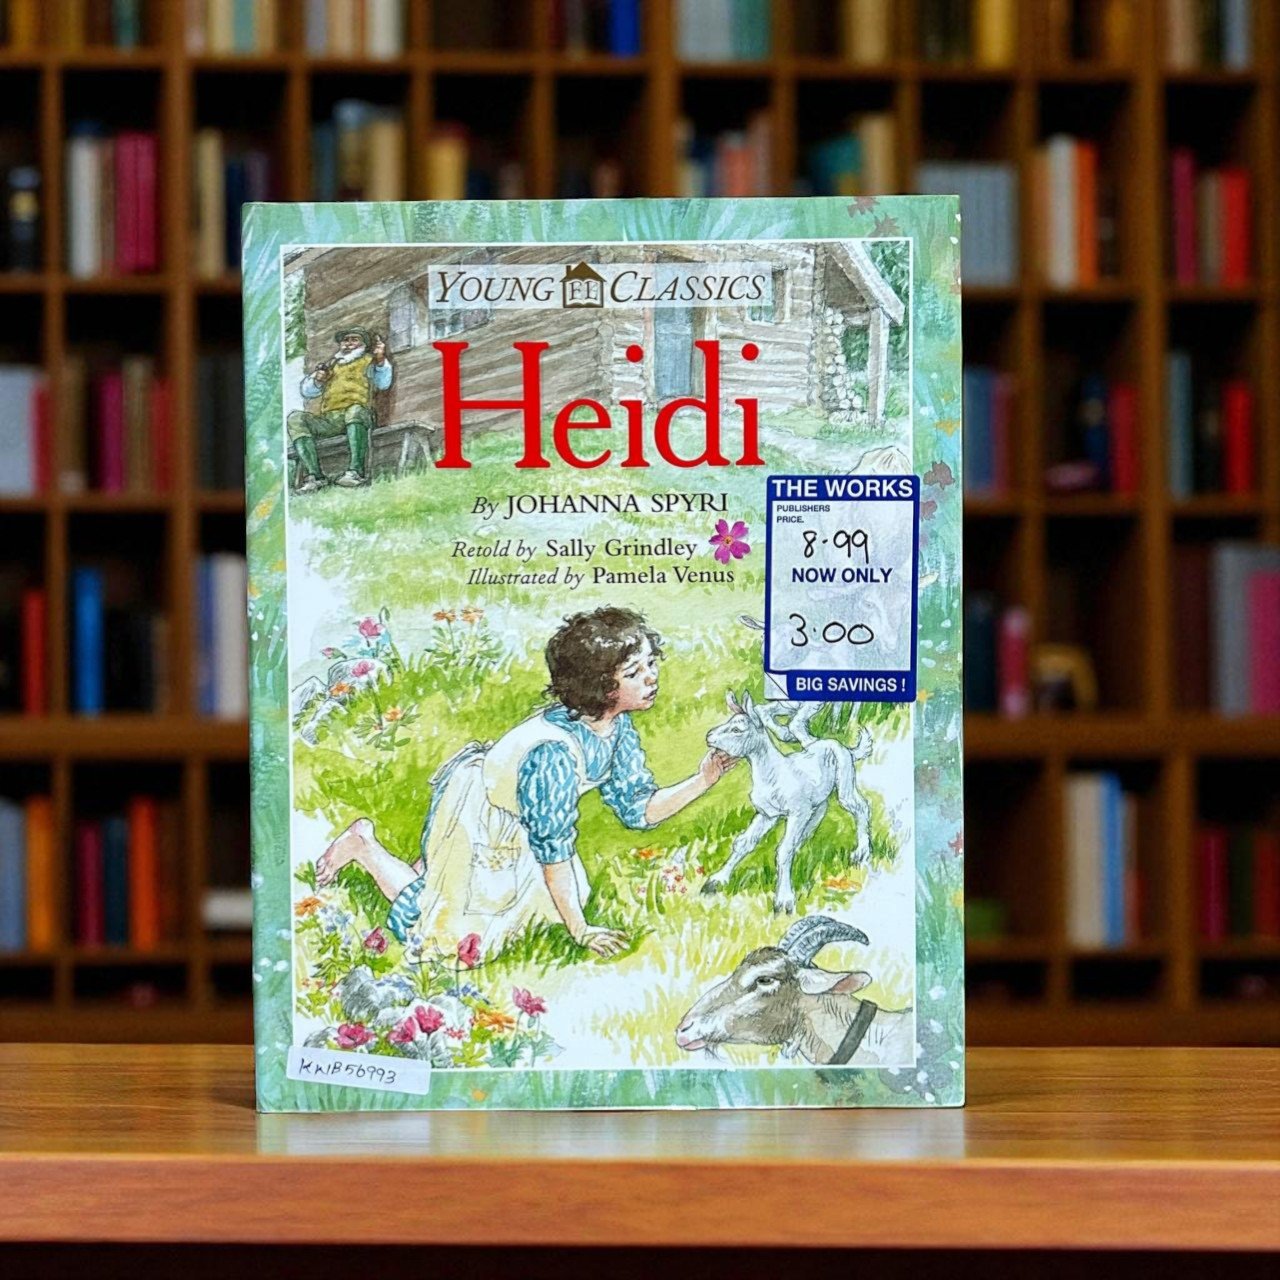 YOUNG FL CLASSICS
Heidi
By JOHANNA SPYRI
Retold by Sally Grindley
Illustrated by Pamela Venus
THE WORKS
PUBLISHERS
PRICE.
8.99
NOW ONLY
3.00
BIG SAVINGS !
KWB56993